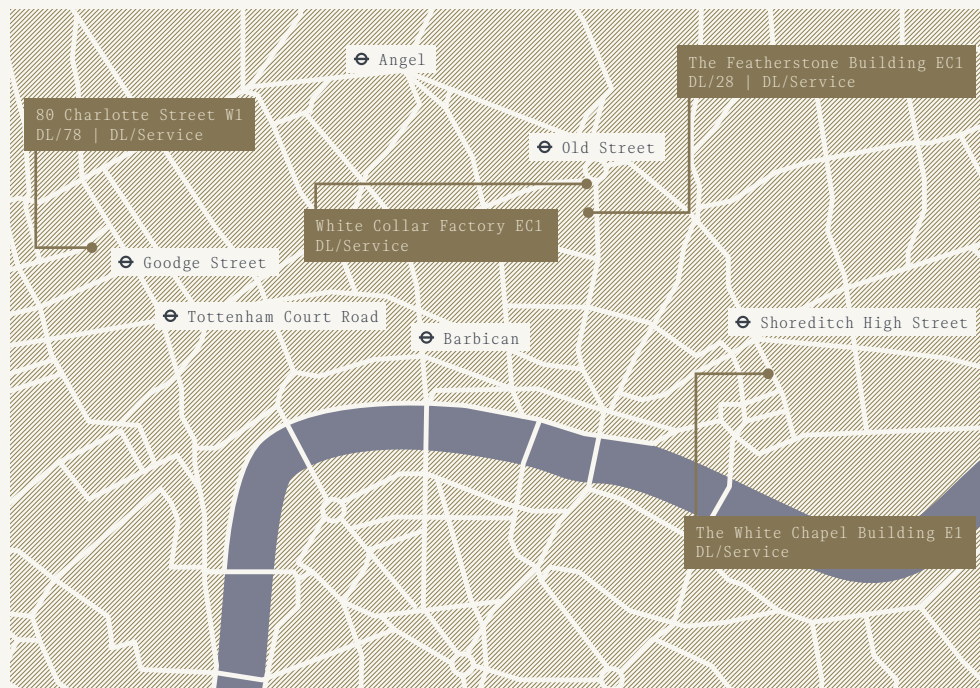 Angel
The Featherstone Building EC1
DL/28 | DL/Service
80 Charlotte Street W1
DL/78 | DL/Service
Old Street
White Collar Factory EC1
DL/Service
Goodge Street
Tottenham Court Road
Barbican
Shoreditch High Street
The White Chapel Building E1
DL/Service